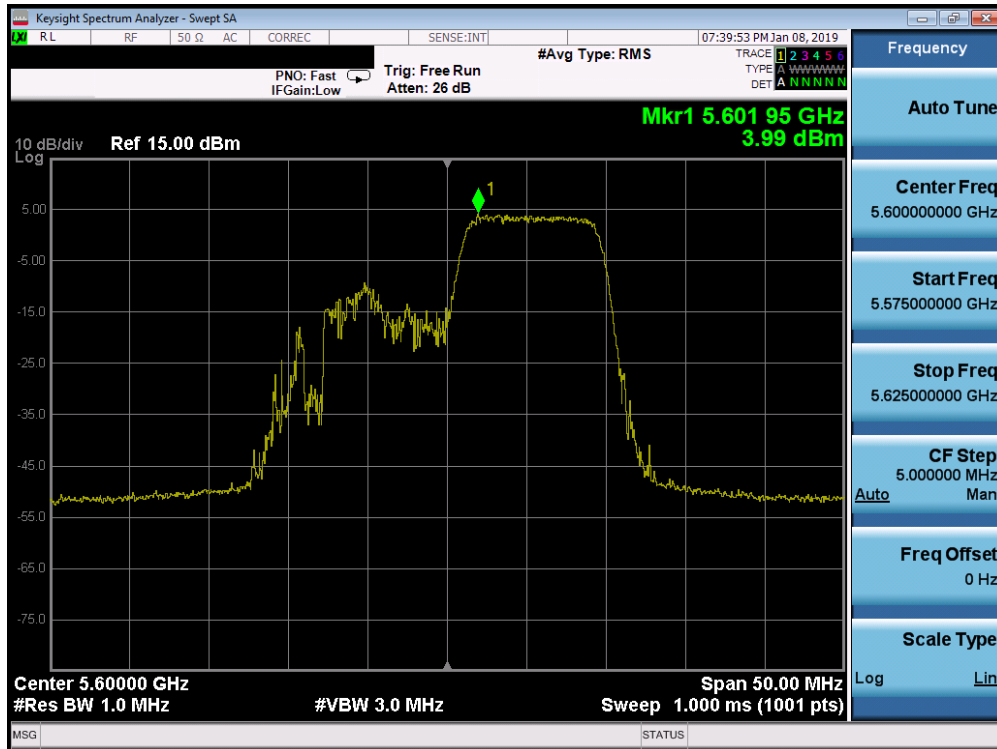 Keysight Spectrum Analyzer - Swept SA
LXI RL RF 50 Ω AC CORREC SENSE:INT 07:39:53 PM Jan 08, 2019
PNO: Fast
IFGain:Low
Trig: Free Run
Atten: 26 dB
#Avg Type: RMS
TRACE 1 2 3 4 5 6
TYPE A WWWWW
DET A N N N N N
Mkr1 5.601 95 GHz
3.99 dBm
10 dB/div
Log
Ref 15.00 dBm
1
5.00
-5.00
-15.0
-25.0
-35.0
-45.0
-55.0
-65.0
-75.0
Center 5.60000 GHz
Span 50.00 MHz
#Res BW 1.0 MHz
#VBW 3.0 MHz
Sweep 1.000 ms (1001 pts)
MSG
STATUS
Frequency
Auto Tune
Center Freq
5.600000000 GHz
Start Freq
5.575000000 GHz
Stop Freq
5.625000000 GHz
CF Step
5.000000 MHz
Auto Man
Freq Offset
0 Hz
Scale Type
Log Lin